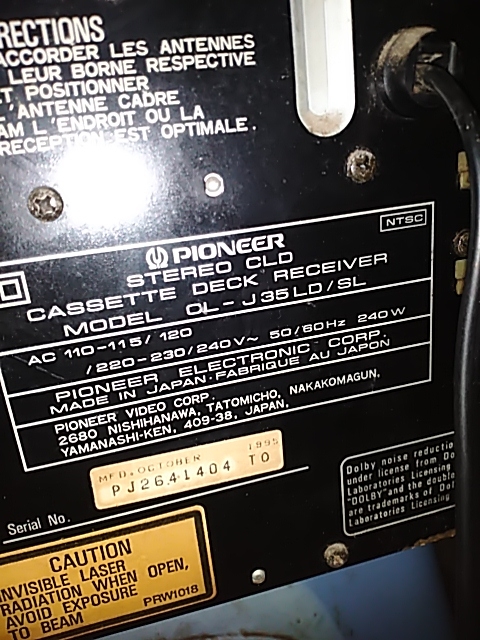 RECTIONS
ACCORDER LES ANTENNES
LEUR BORNE RESPECTIVE
ET POSITIONNER
L'ANTENNE CADRE
AM L'ENDROIT OU LA
RECEPTION EST OPTIMALE.
NTSC
PIONEER
STEREO CLD
CASSETTE DECK RECEIVER
MODEL OL-J35LD/SL
AC 110-115/120
/220-230/240V~ 50/60Hz 240W
PIONEER ELECTRONIC CORP.
MADE IN JAPAN·FABRIQUE AU JAPON
PIONEER VIDEO CORP.
2680 NISHIHANAWA, TATOMICHO, NAKAKOMAGUN,
YAMANASHI-KEN, 409-38, JAPAN,
MFD. OCTOBER 1995
PJ2641404 TO
Serial No.
Dolby noise reductio
under license from Do
Laboratories Licensing
"DOLBY" and the double
are trademarks of Dol
Laboratories Licensing
CAUTION
INVISIBLE LASER
RADIATION WHEN OPEN,
AVOID EXPOSURE
TO BEAM PRW1018